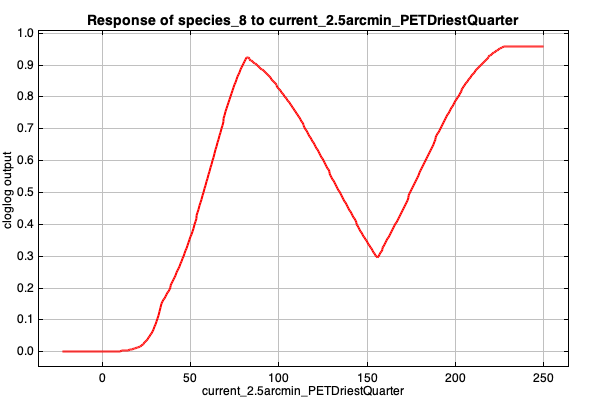 Response of species_8 to current_2.5arcmin_PETDriestQuarter
1.0
0.9
0.8
0.7
0.6
0.5
0.4
0.3
0.2
0.1
0.0
cloglog output
0 50 100 150 200 250
current_2.5arcmin_PETDriestQuarter